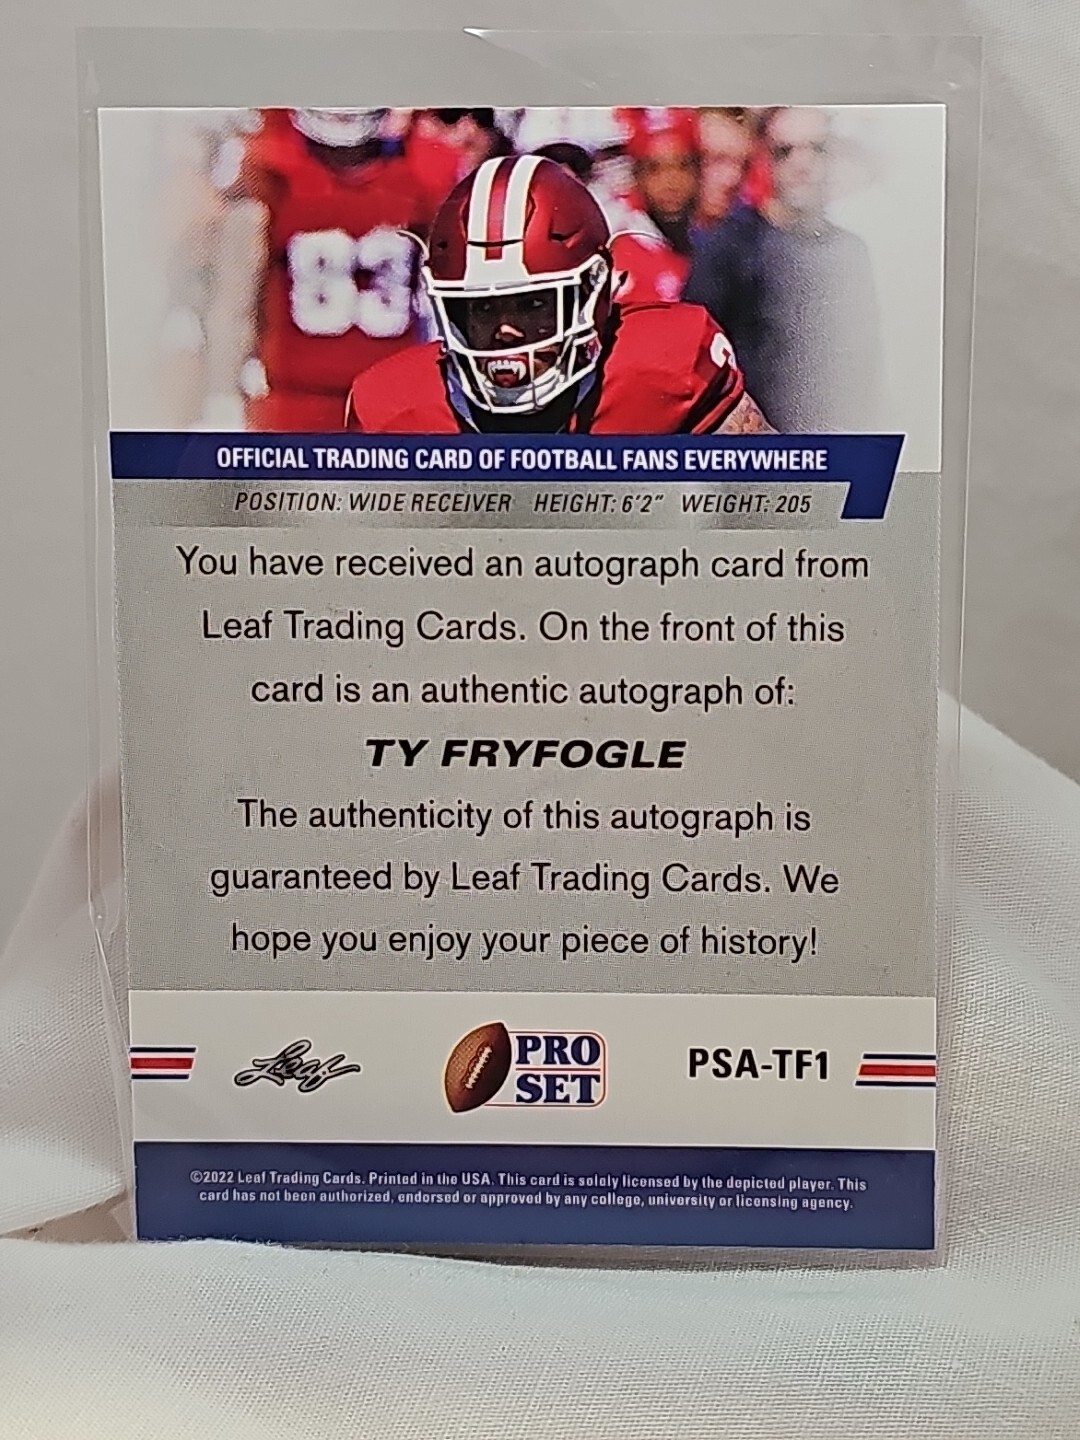 83
3
OFFICIAL TRADING CARD OF FOOTBALL FANS EVERYWHERE
POSITION: WIDE RECEIVER HEIGHT: 6'2" WEIGHT: 205
You have received an autograph card from
Leaf Trading Cards. On the front of this
card is an authentic autograph of:
TY FRYFOGLE
The authenticity of this autograph is
guaranteed by Leaf Trading Cards. We
hope you enjoy your piece of history!
Leaf
PRO
SET
PSA-TF1
©2022 Leaf Trading Cards. Printed in the USA. This card is solely licensed by the depicted player. This
card has not been authorized, endorsed or approved by any college, university or licensing agency.